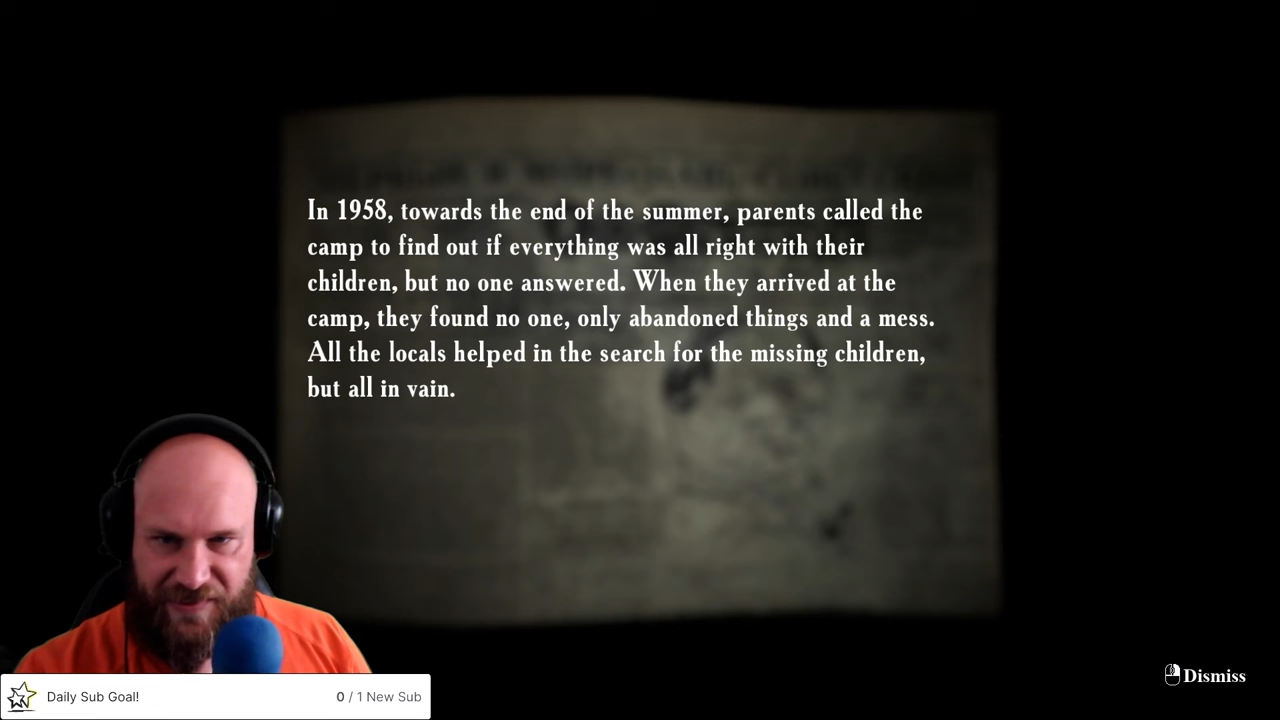 In 1958, towards the end of the summer, parents called the
camp to find out if everything was all right with their
children, but no one answered. When they arrived at the
camp, they found no one, only abandoned things and a mess.
All the locals helped in the search for the missing children,
but all in vain.
Dismiss
Daily Sub Goal!
0 / 1 New Sub